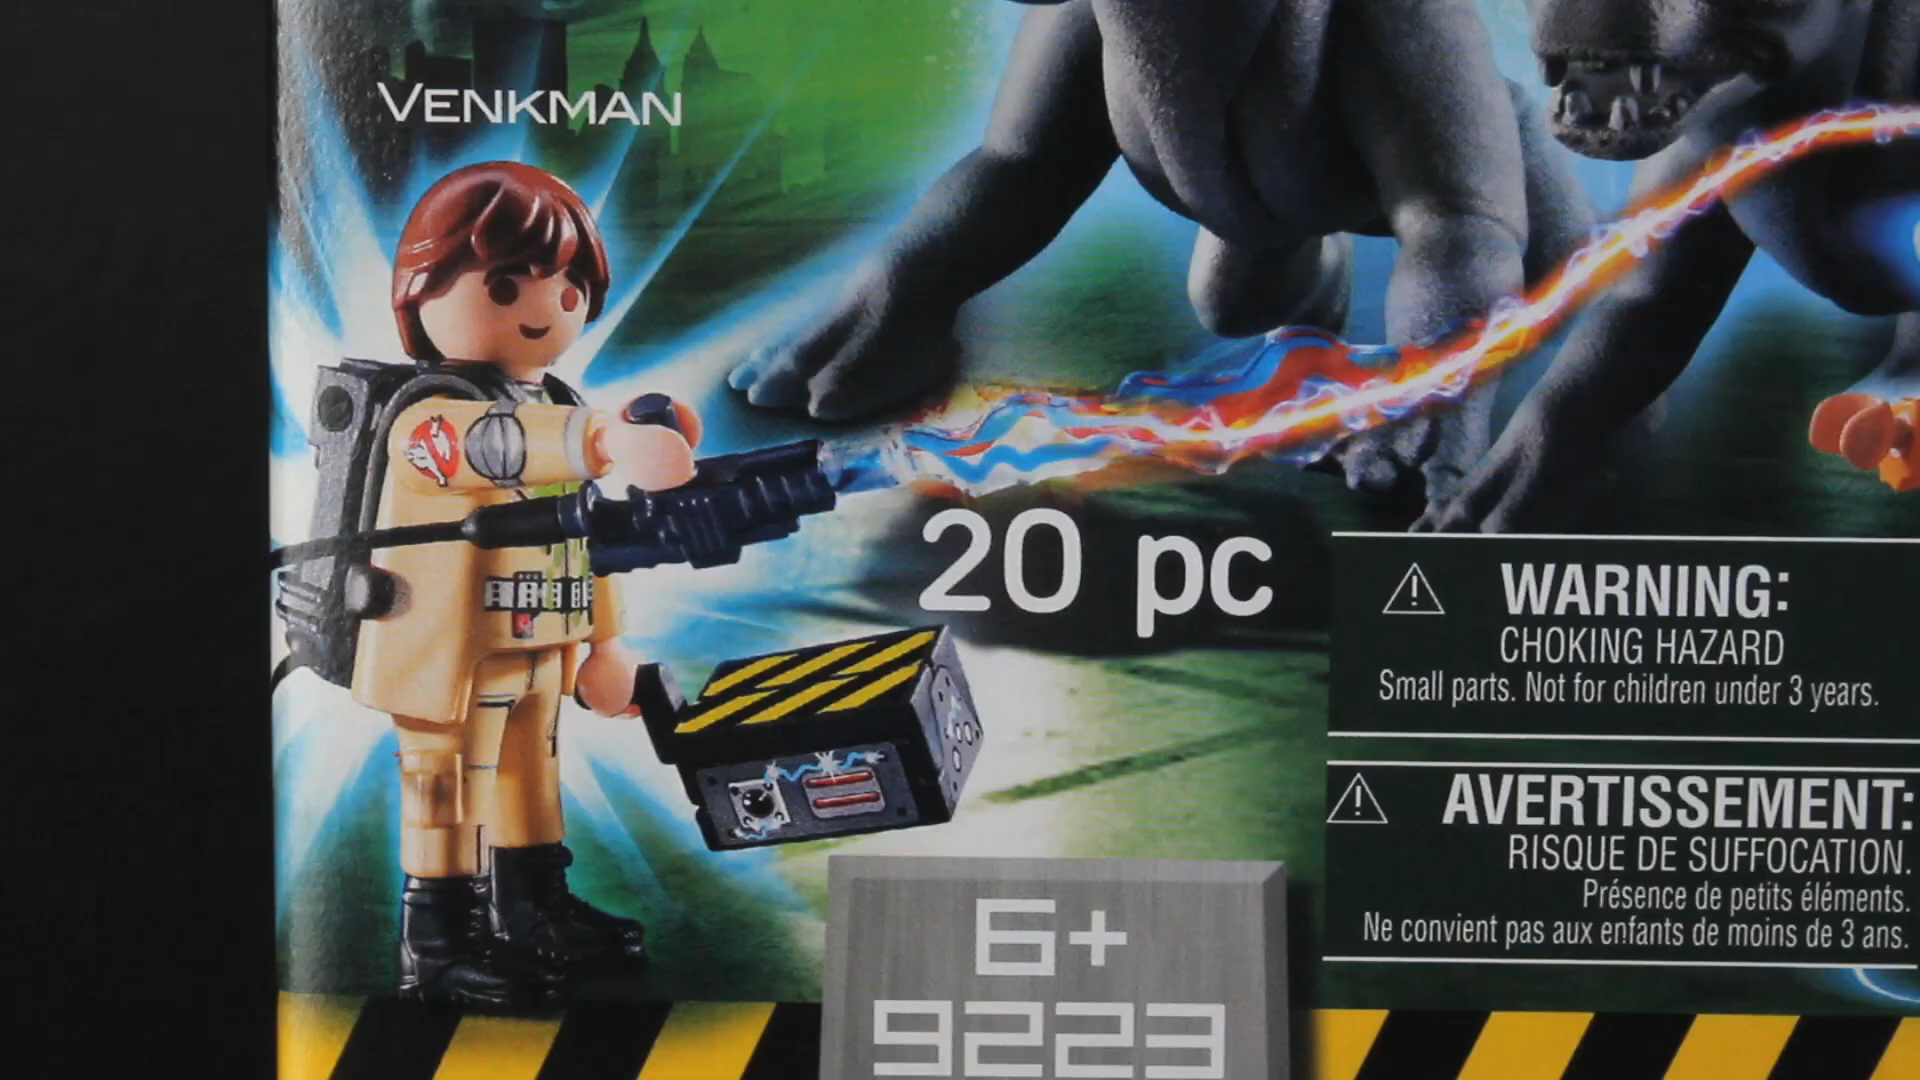 VENKMAN
20 pc
WARNING:
CHOKING HAZARD
Small parts. Not for children under 3 years.
AVERTISSEMENT:
RISQUE DE SUFFOCATION.
Présence de petits éléments.
Ne convient pas aux enfants de moins de 3 ans.
6+
9223